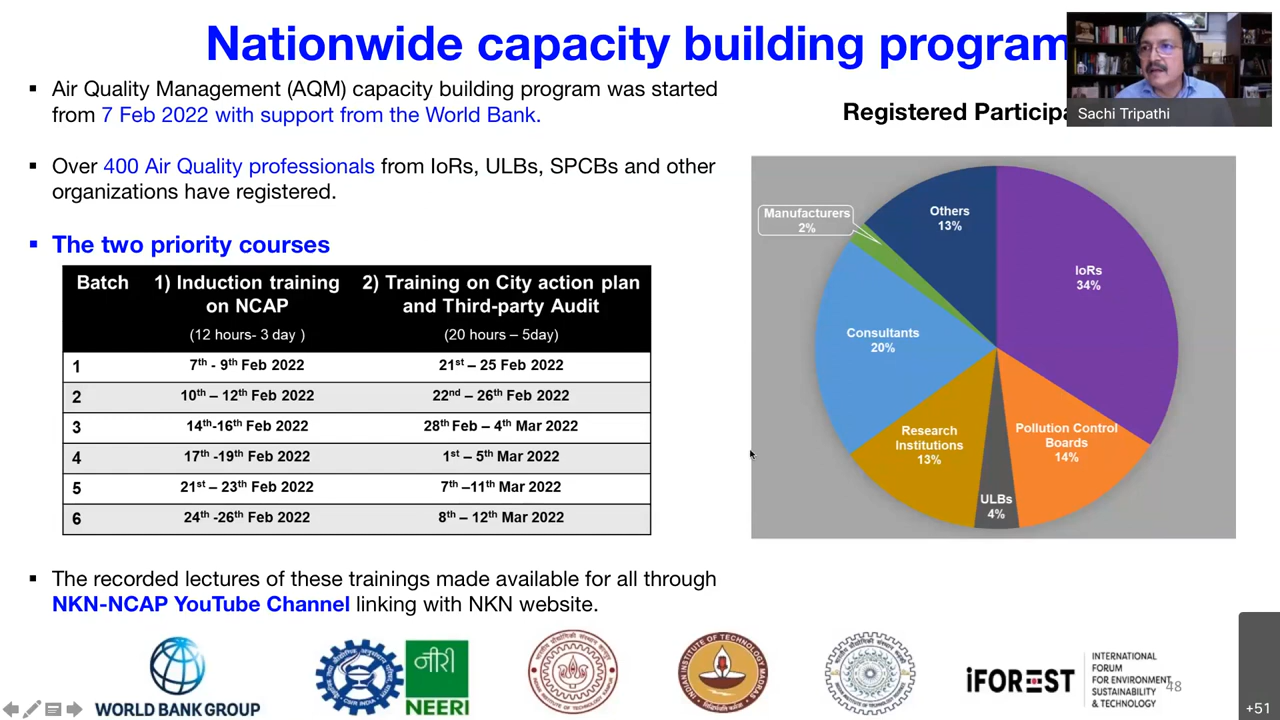 Nationwide capacity building program
Sachi Tripathi
▪ Air Quality Management (AQM) capacity building program was started
from 7 Feb 2022 with support from the World Bank.
▪ Over 400 Air Quality professionals from IoRs, ULBs, SPCBs and other
organizations have registered.
▪ The two priority courses
Batch 1) Induction training 2) Training on City action plan
on NCAP and Third-party Audit
(12 hours- 3 day ) (20 hours – 5day)
1 7th - 9th Feb 2022 21st – 25 Feb 2022
2 10th – 12th Feb 2022 22nd – 26th Feb 2022
3 14th-16th Feb 2022 28th Feb – 4th Mar 2022
4 17th -19th Feb 2022 1st – 5th Mar 2022
5 21st – 23th Feb 2022 7th –11th Mar 2022
6 24th -26th Feb 2022 8th – 12th Mar 2022
▪ The recorded lectures of these trainings made available for all through
NKN-NCAP YouTube Channel linking with NKN website.
Registered
Manufacturers
2%
Others
13%
IoRs
34%
Consultants
20%
Research
Institutions
13%
Pollution Control
Boards
14%
ULBs
4%
WORLD BANK GROUP
नीरी
NEERI
INDIAN INSTITUTE OF TECHNOLOGY MADRAS
iFOREST
INTERNATIONAL
FORUM
FOR ENVIRONMENT,
SUSTAINABILITY
& TECHNOLOGY
48
+51